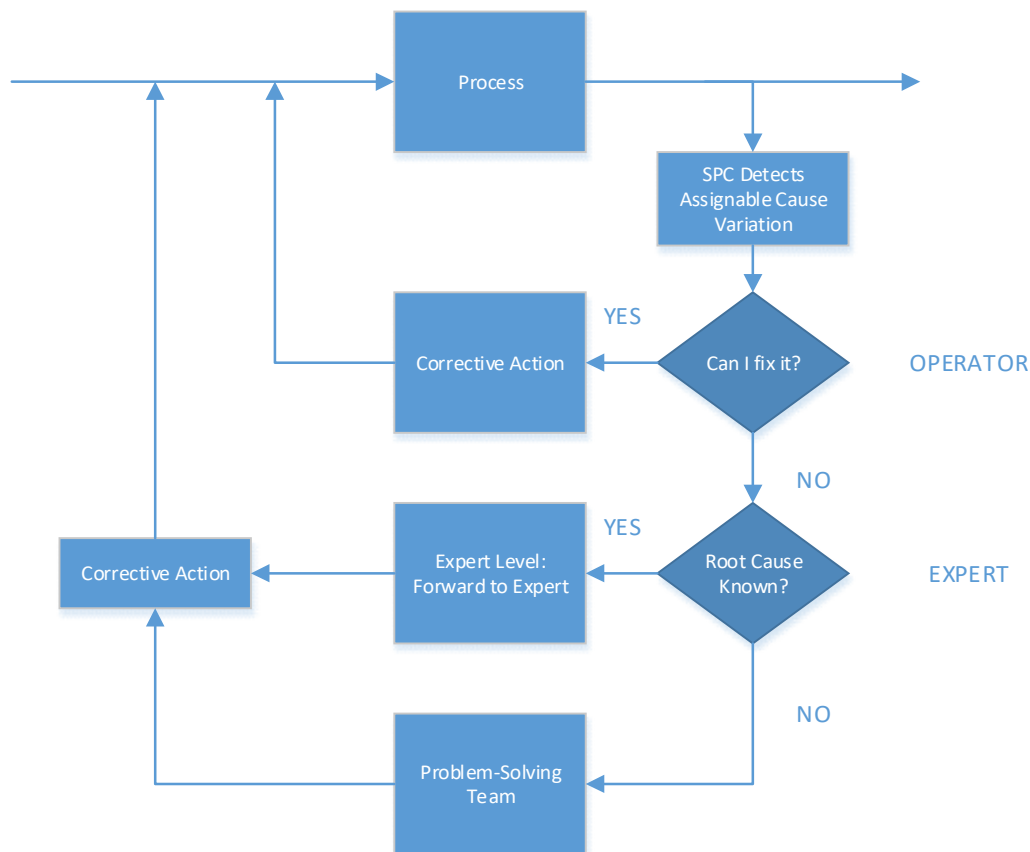 Process
SPC Detects
Assignable Cause
Variation
YES
Corrective Action
Can I fix it?
OPERATOR
NO
YES
Corrective Action
Expert Level:
Forward to Expert
Root Cause
Known?
EXPERT
NO
Problem-Solving
Team